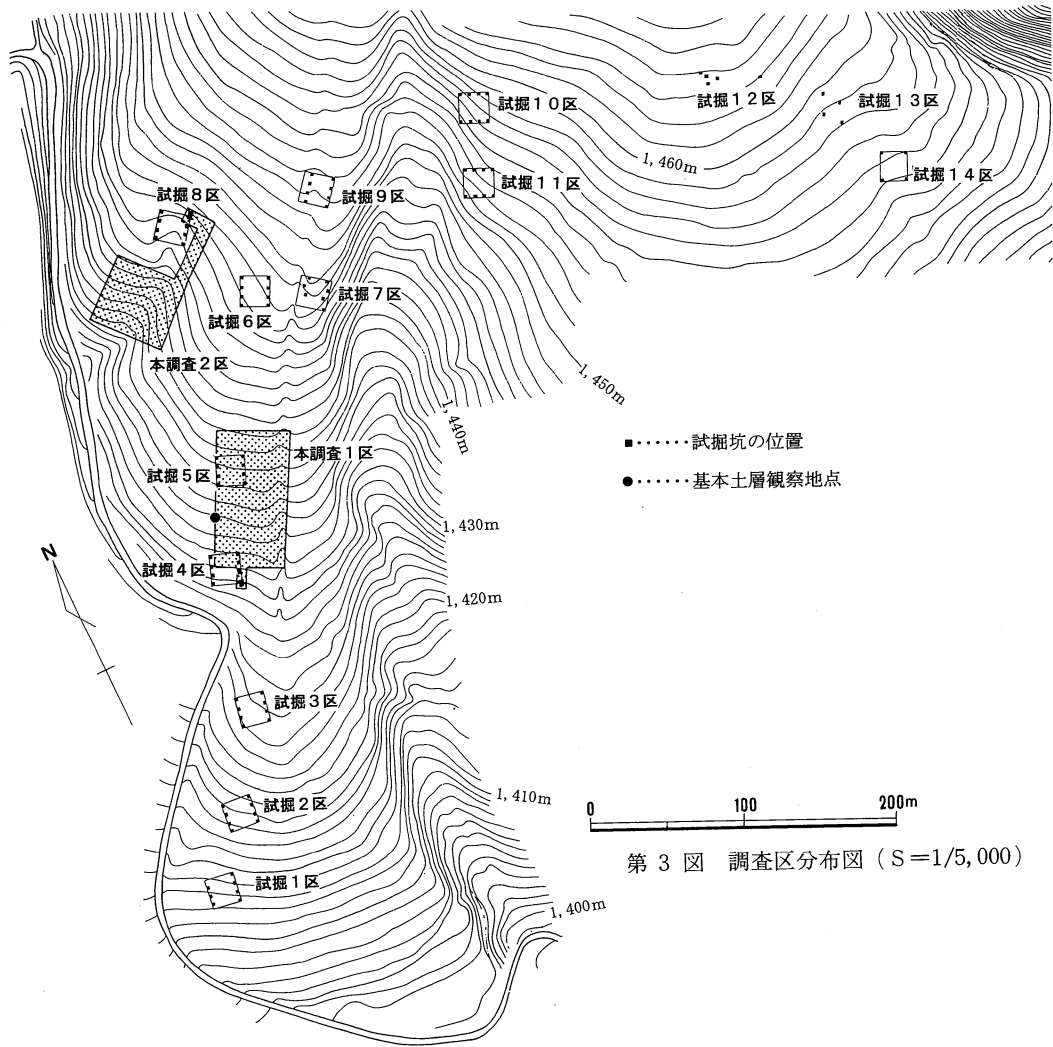 試掘10区
試掘12区
試掘13区
1,460m
試掘14区
試掘11区
試掘8区
試掘9区
試掘7区
試掘6区
本調査2区
1,450m
1,440m
■‥‥‥試掘坑の位置
本調査1区
試掘5区
●‥‥‥基本土層観察地点
1,430m
N
試掘4区
1,420m
試掘3区
1,410m
試掘2区
0 100 200m
第 3 図 調査区分布図(S=1/5,000)
試掘1区
1,400m